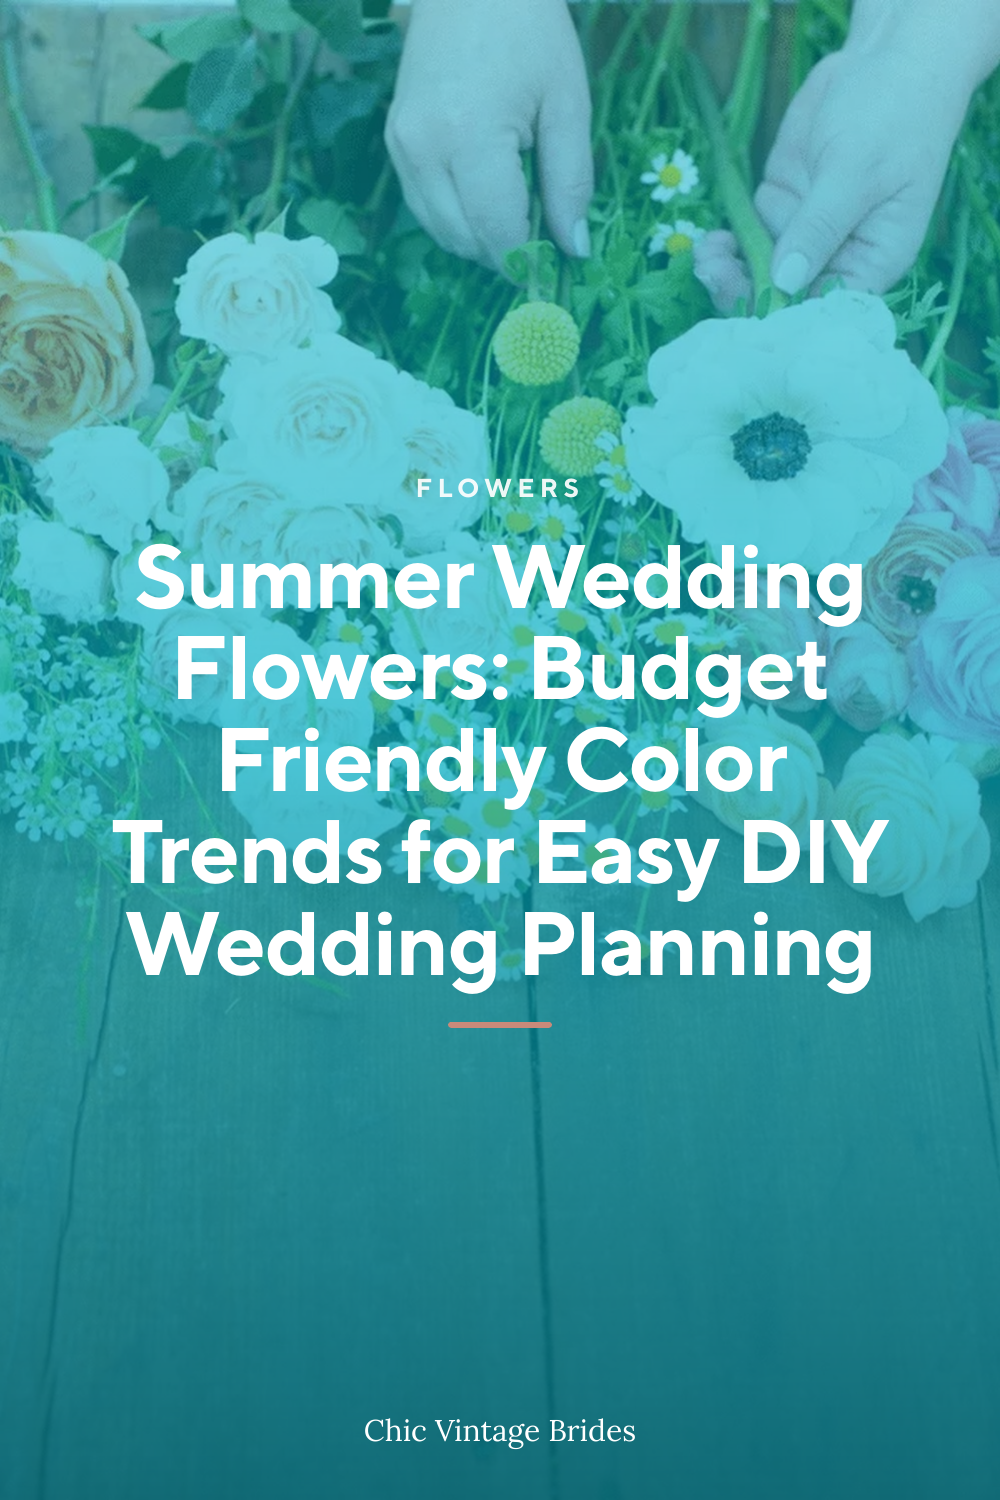 FLOWERS
Summer Wedding
Flowers: Budget
Friendly Color
Trends for Easy DIY
Wedding Planning
Chic Vintage Brides